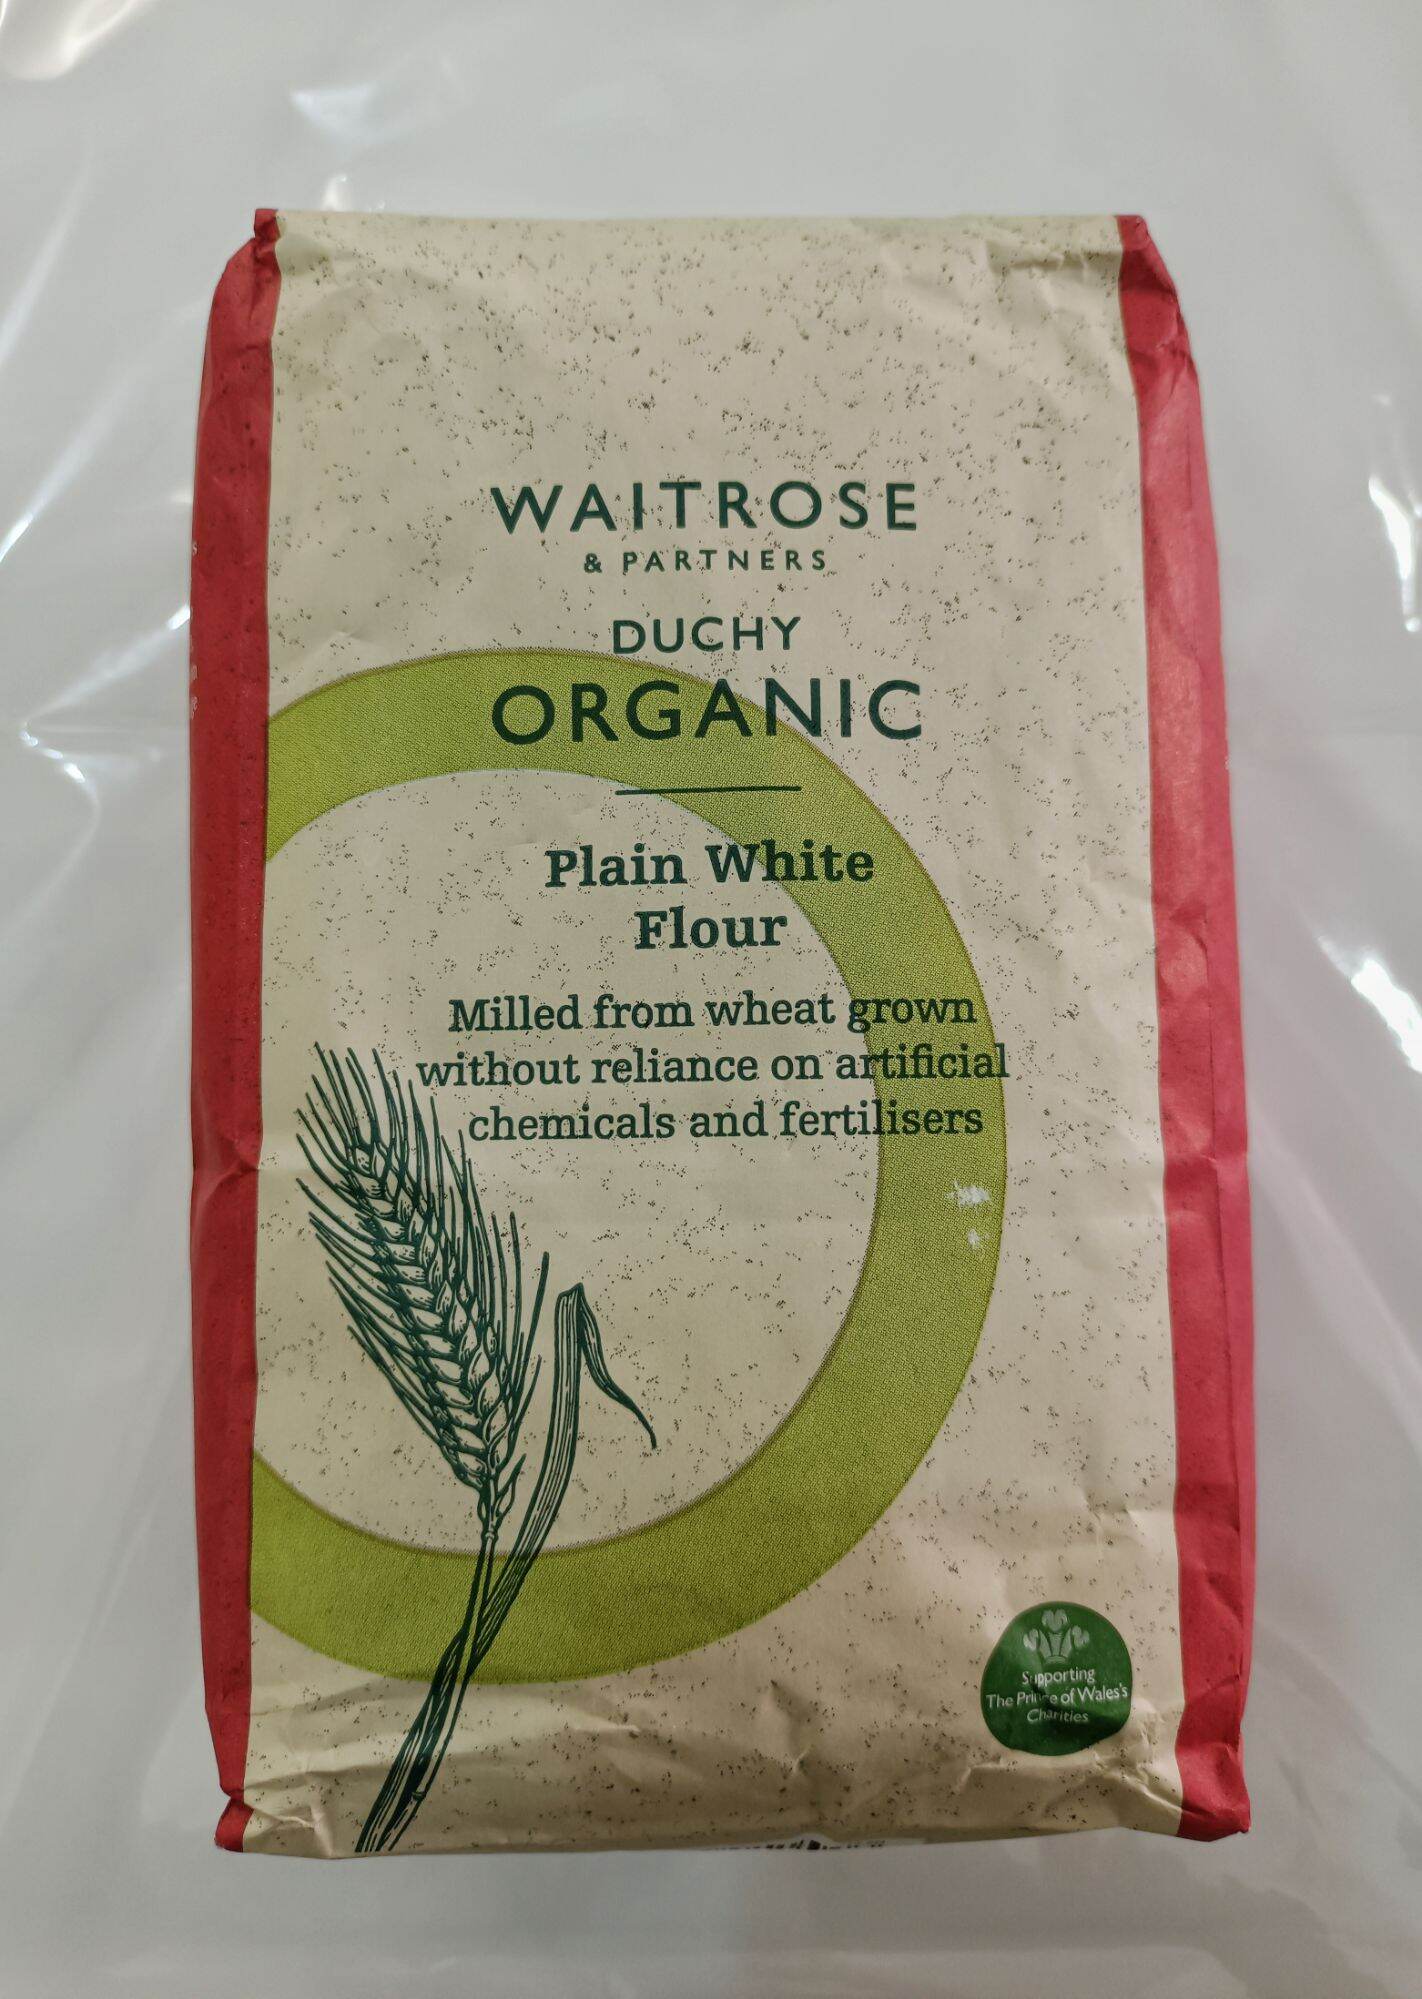 WAITROSE
& PARTNERS
DUCHY
ORGANIC
Plain White
Flour
Milled from wheat grown
without reliance on artificial
chemicals and fertilisers
Supporting
The Prince of Wales's
Charities